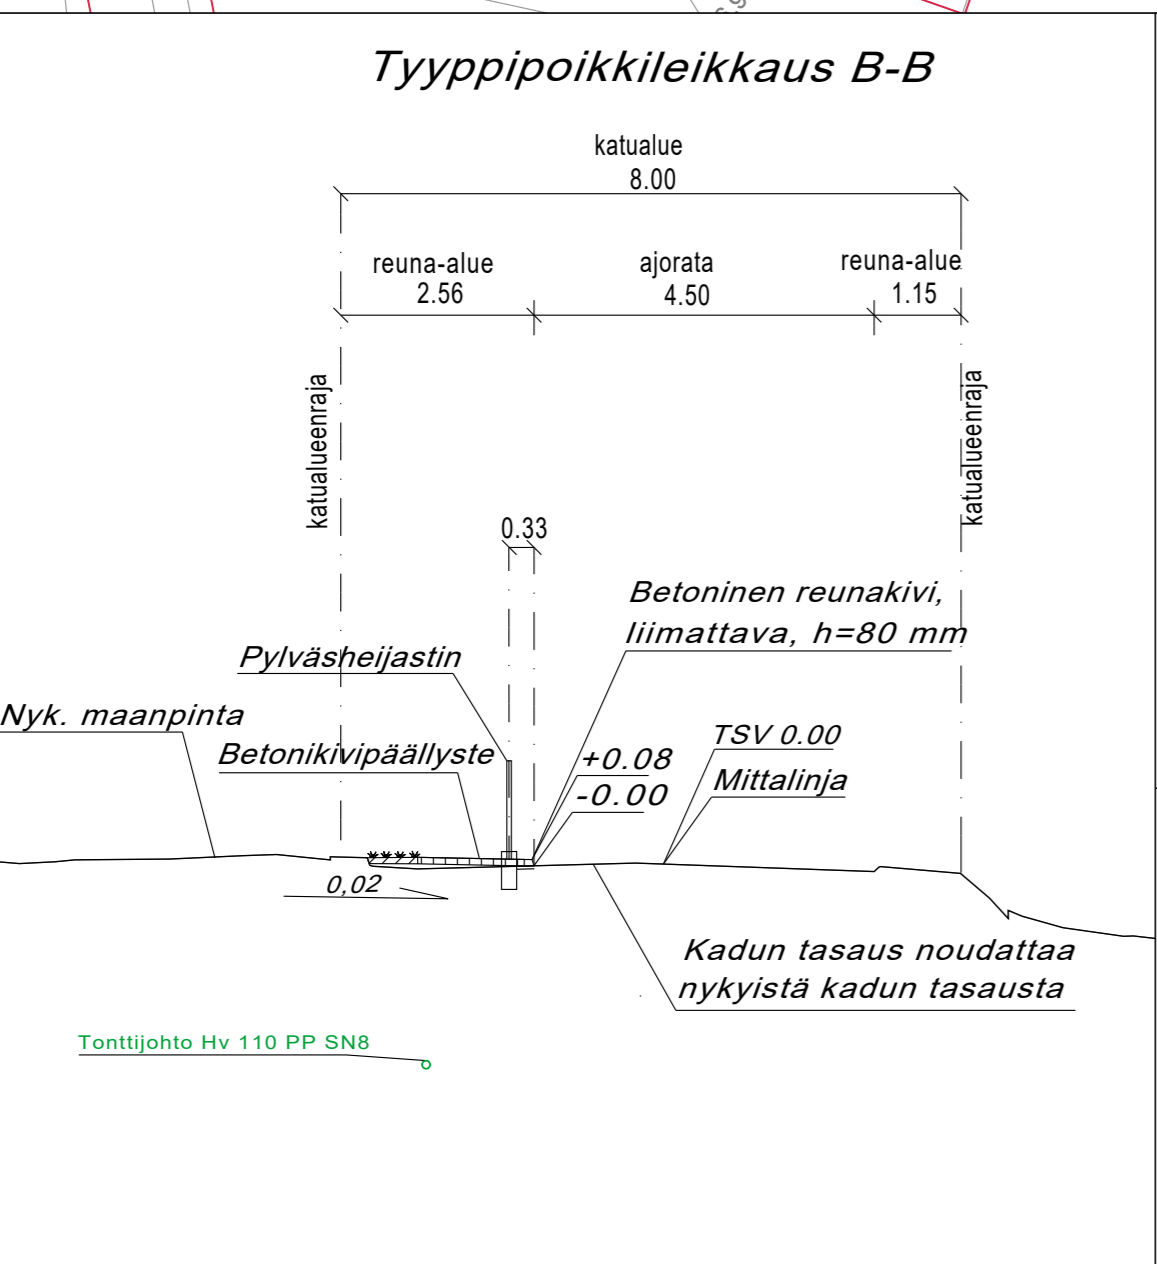 Tyyppipoikkileikkaus B-B
katualue
8.00
reuna-alue
2.56
ajorata
4.50
reuna-alue
1.15
katualueenraja
katualueenraja
0.33
Betoninen reunakivi,
liimattava, h=80 mm
Pylväsheijastin
Nyk. maanpinta
Betonikivipäällyste
+0.08
-0.00
TSV 0.00
Mittalinja
0,02
Kadun tasaus noudattaa
nykyistä kadun tasausta
Tonttijohto Hv 110 PP SN8